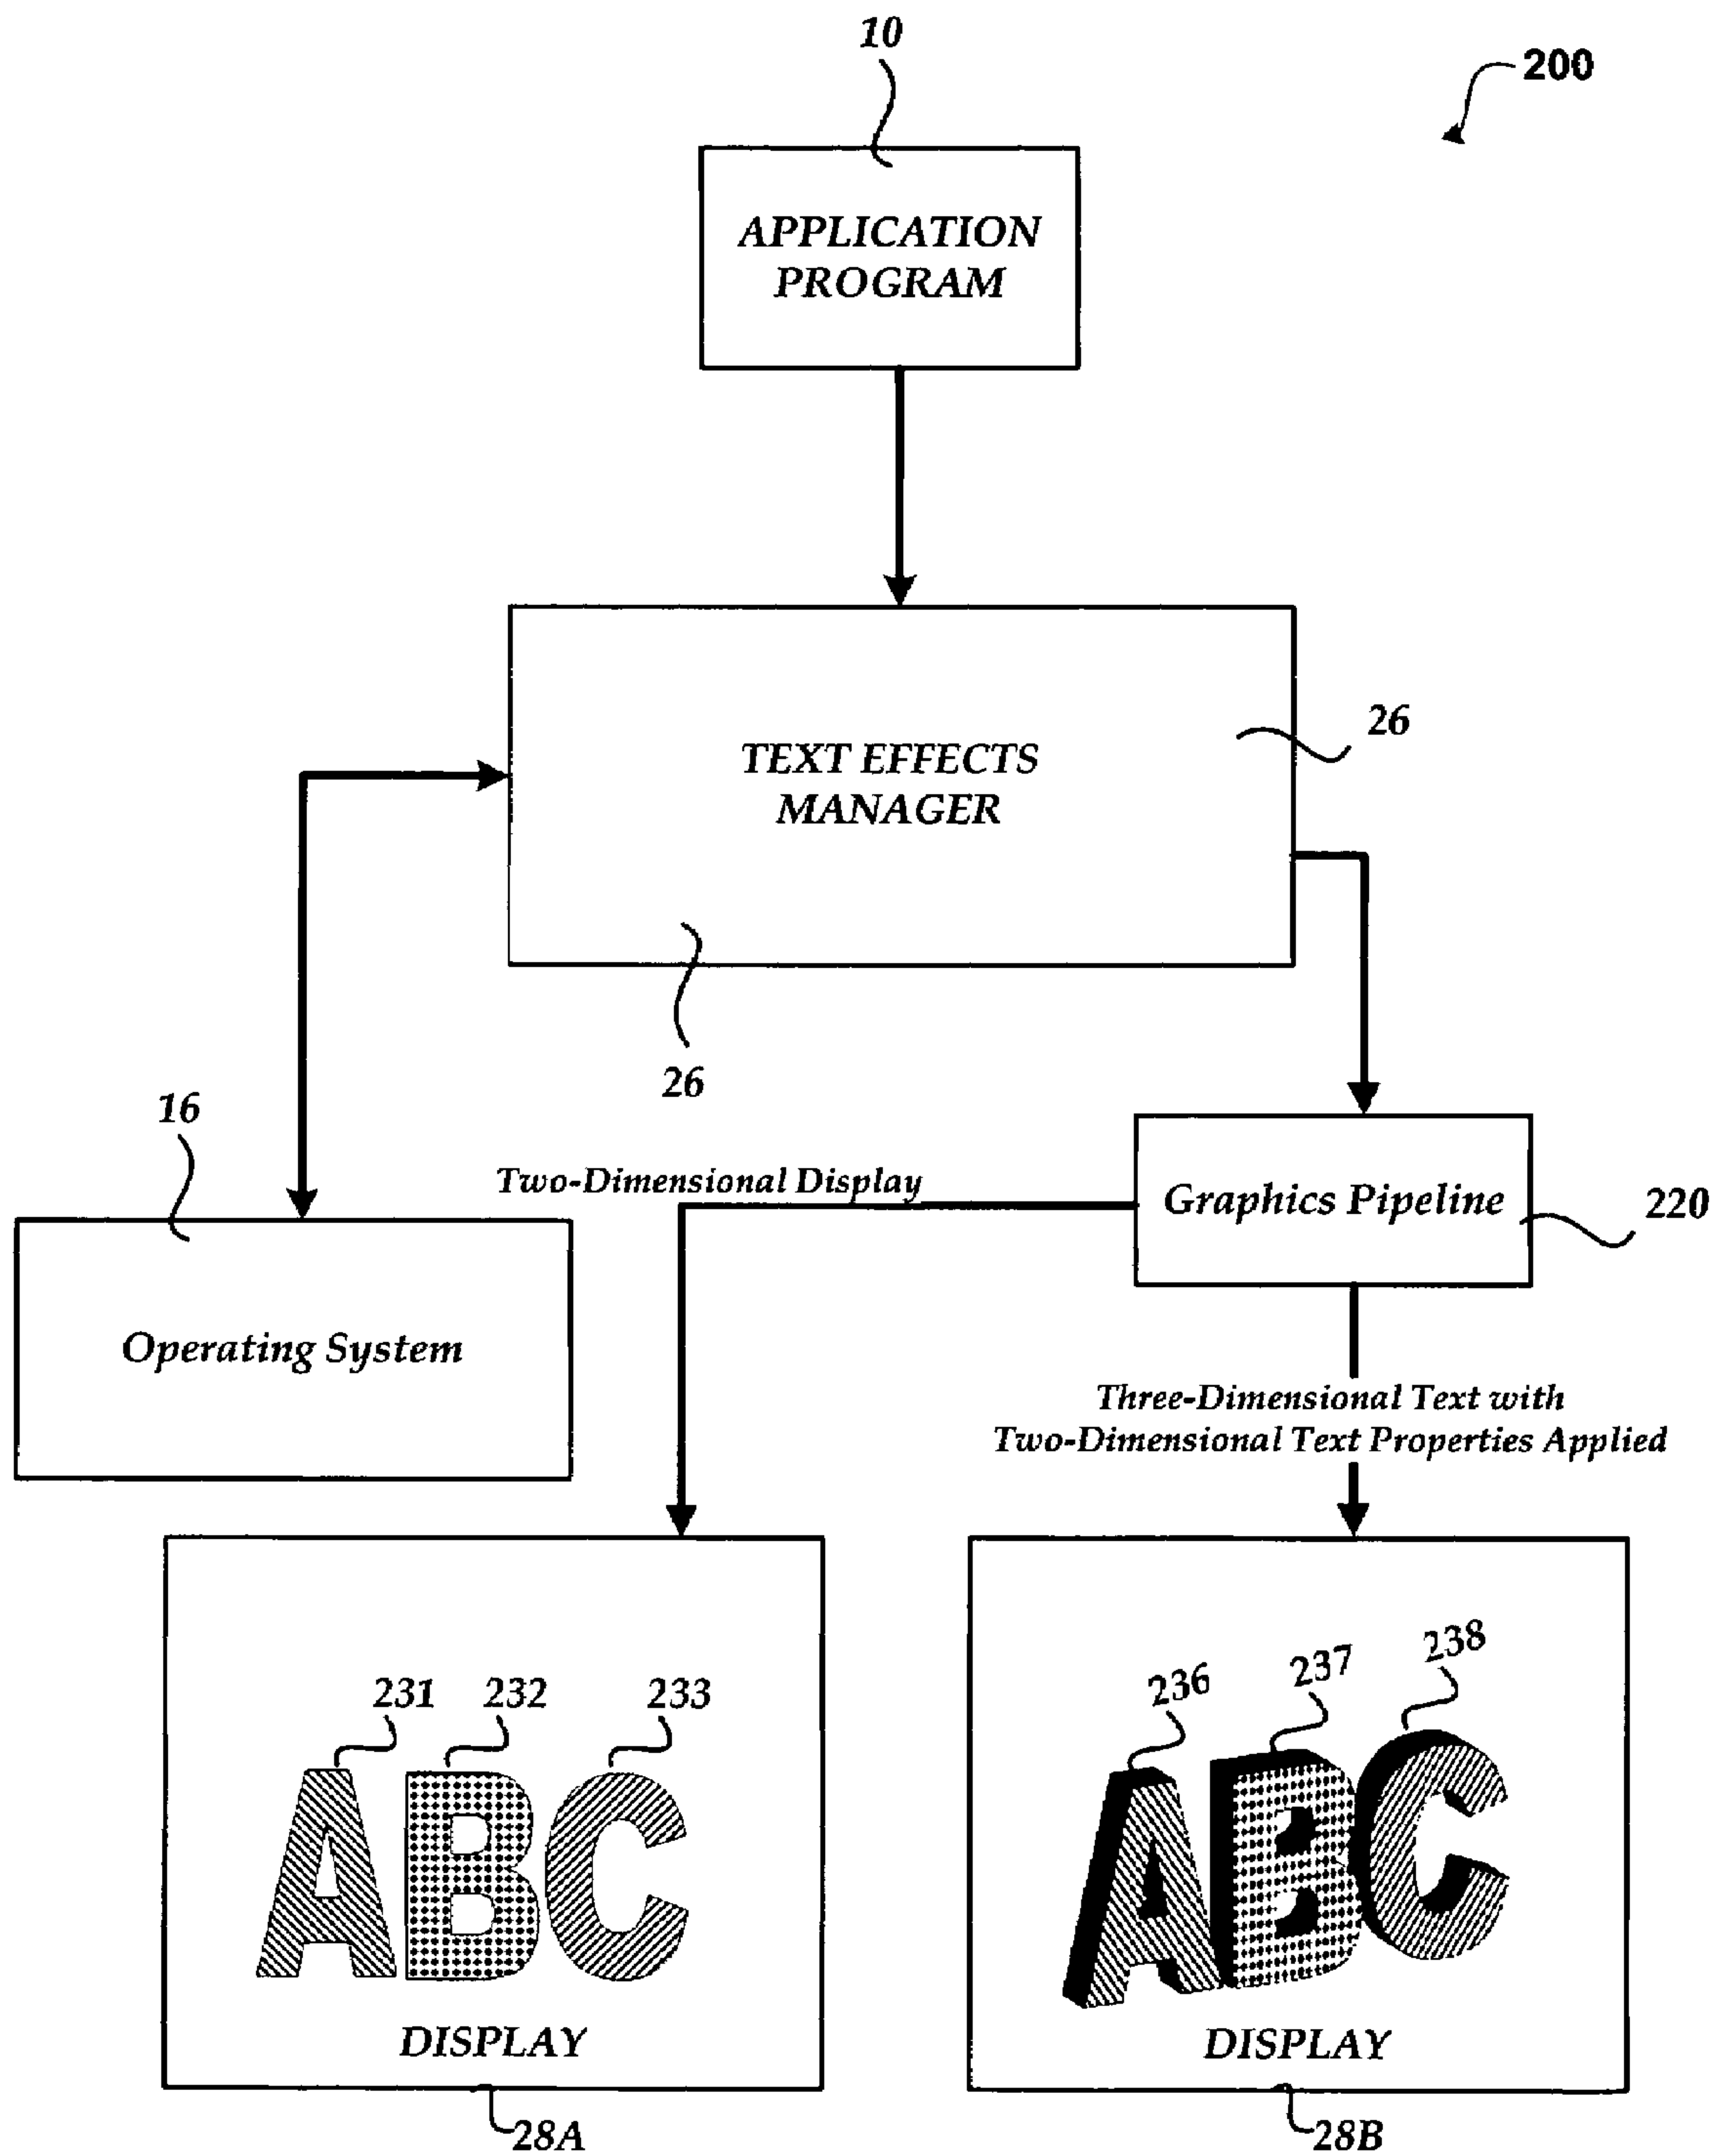 10
200
APPLICATION
PROGRAM
26
TEXT EFFECTS
MANAGER
26
16
Two-Dimensional Display
Graphics Pipeline
220
Operating System
Three-Dimensional Text with
Two-Dimensional Text Properties Applied
231 232 233
ABC
DISPLAY
28A
236 237 238
ABC
DISPLAY
28B